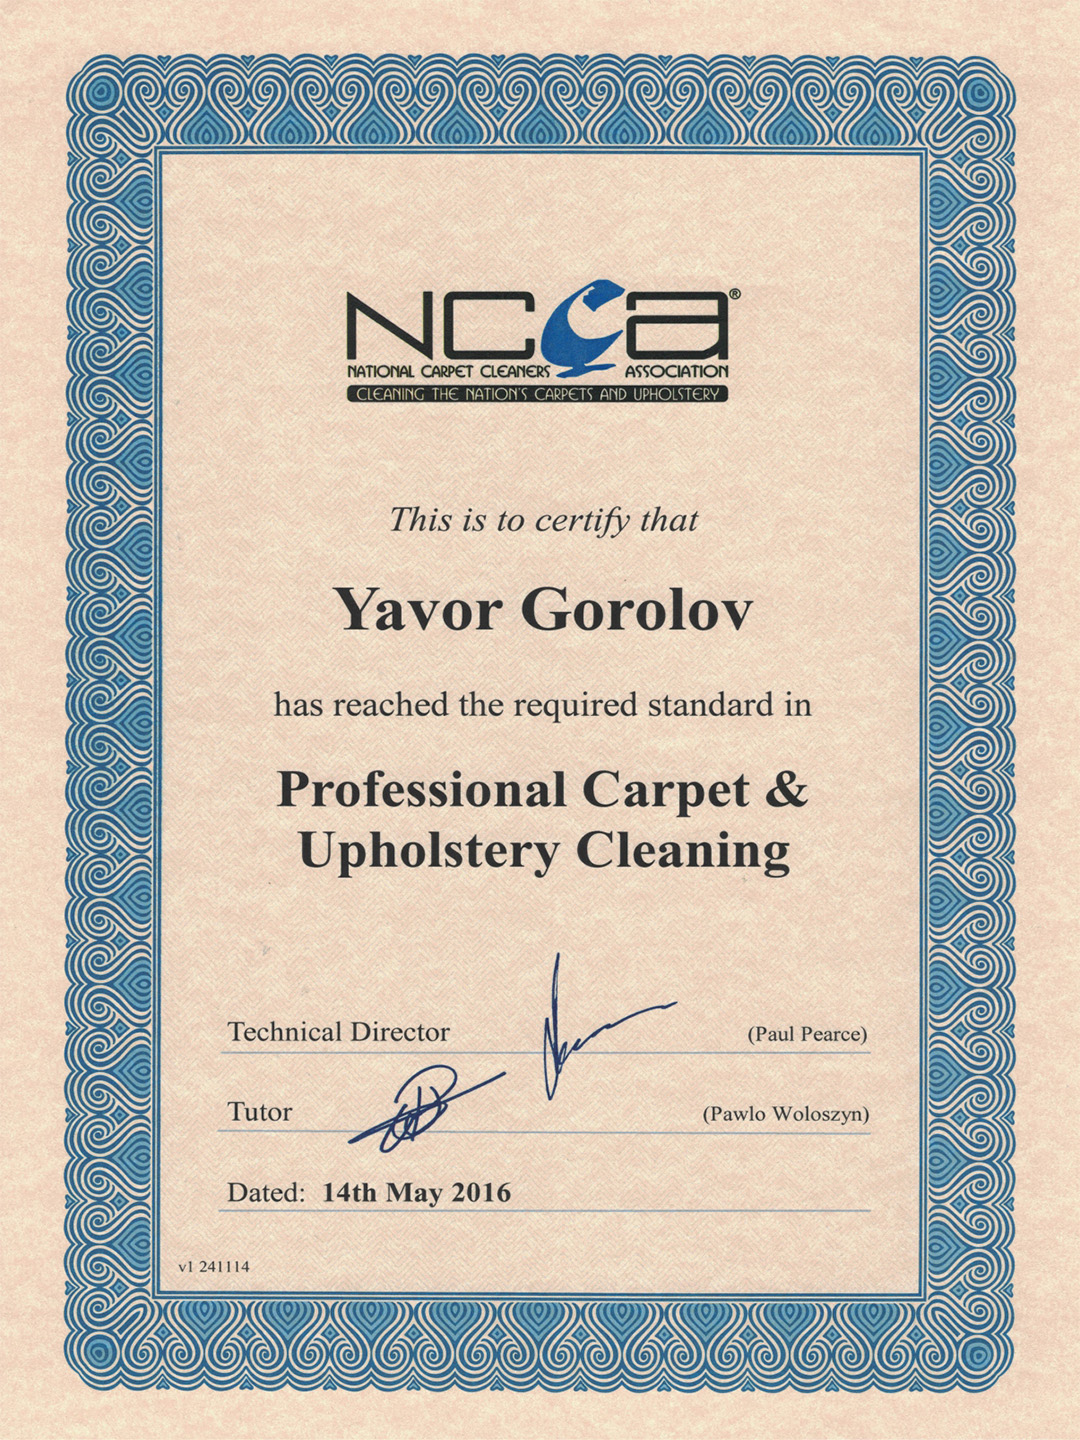 NCCA®
NATIONAL CARPET CLEANERS ASSOCIATION
CLEANING THE NATION'S CARPETS AND UPHOLSTERY
This is to certify that
Yavor Gorolov
has reached the required standard in
Professional Carpet &
Upholstery Cleaning
Technical Director (Paul Pearce)
Tutor (Pawlo Woloszyn)
Dated: 14th May 2016
v1 241114